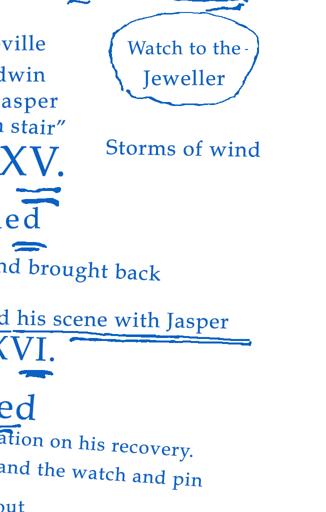 ville
Watch to the
dwin
Jeweller
asper
stair”
Storms of wind
XV.
ed
nd brought back
d his scene with Jasper
XVI.
ed
ation on his recovery.
and the watch and pin
out